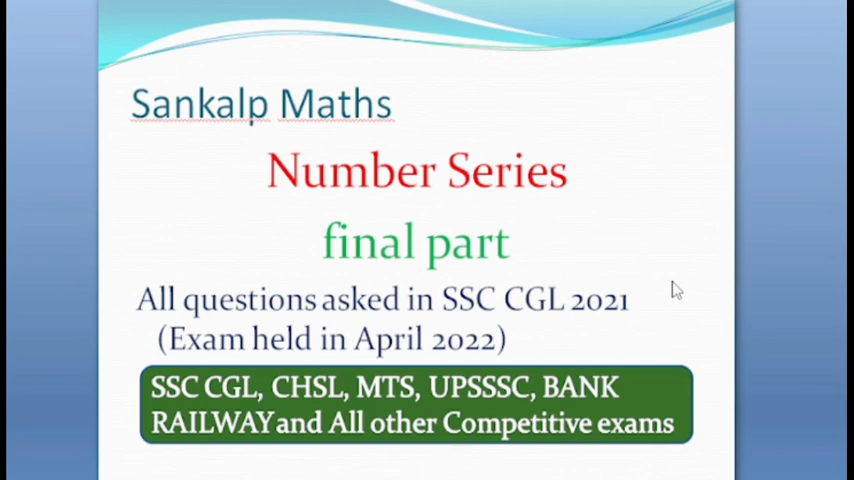 Sankalp Maths
Number Series
final part
All questions asked in SSC CGL 2021
(Exam held in April 2022)
SSC CGL, CHSL, MTS, UPSSSC, BANK
RAILWAY and All other Competitive exams